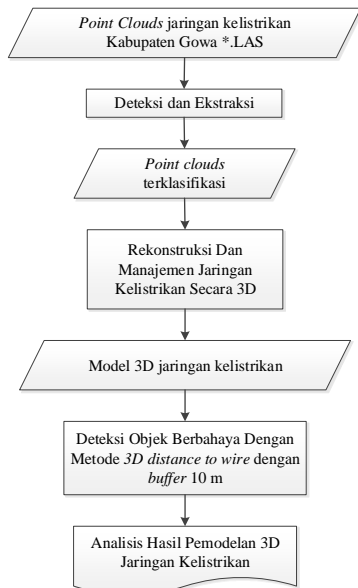 Point Clouds jaringan kelistrikan
Kabupaten Gowa *.LAS
Deteksi dan Ekstraksi
Point clouds
terklasifikasi
Rekonstruksi Dan
Manajemen Jaringan
Kelistrikan Secara 3D
Model 3D jaringan kelistrikan
Deteksi Objek Berbahaya Dengan
Metode 3D distance to wire dengan
buffer 10 m
Analisis Hasil Pemodelan 3D
Jaringan Kelistrikan